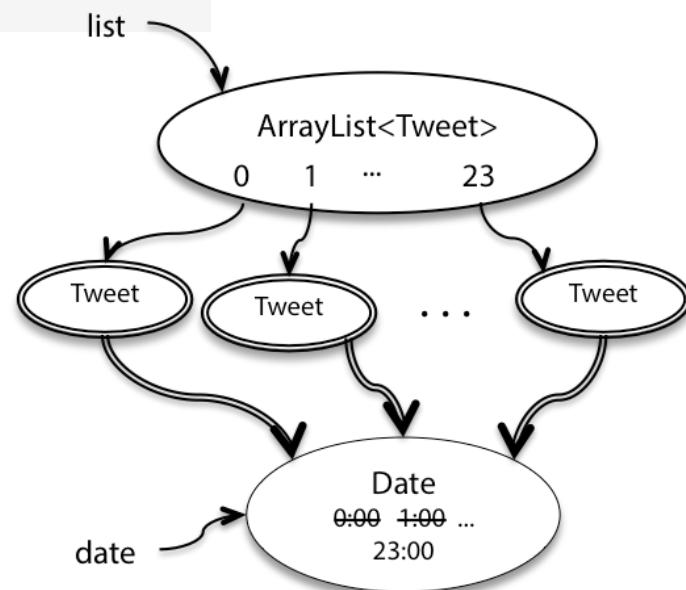 list
ArrayList<Tweet>
0 1 ... 23
Tweet
Tweet
. . .
Tweet
Date
0:00 1:00 ...
23:00
date